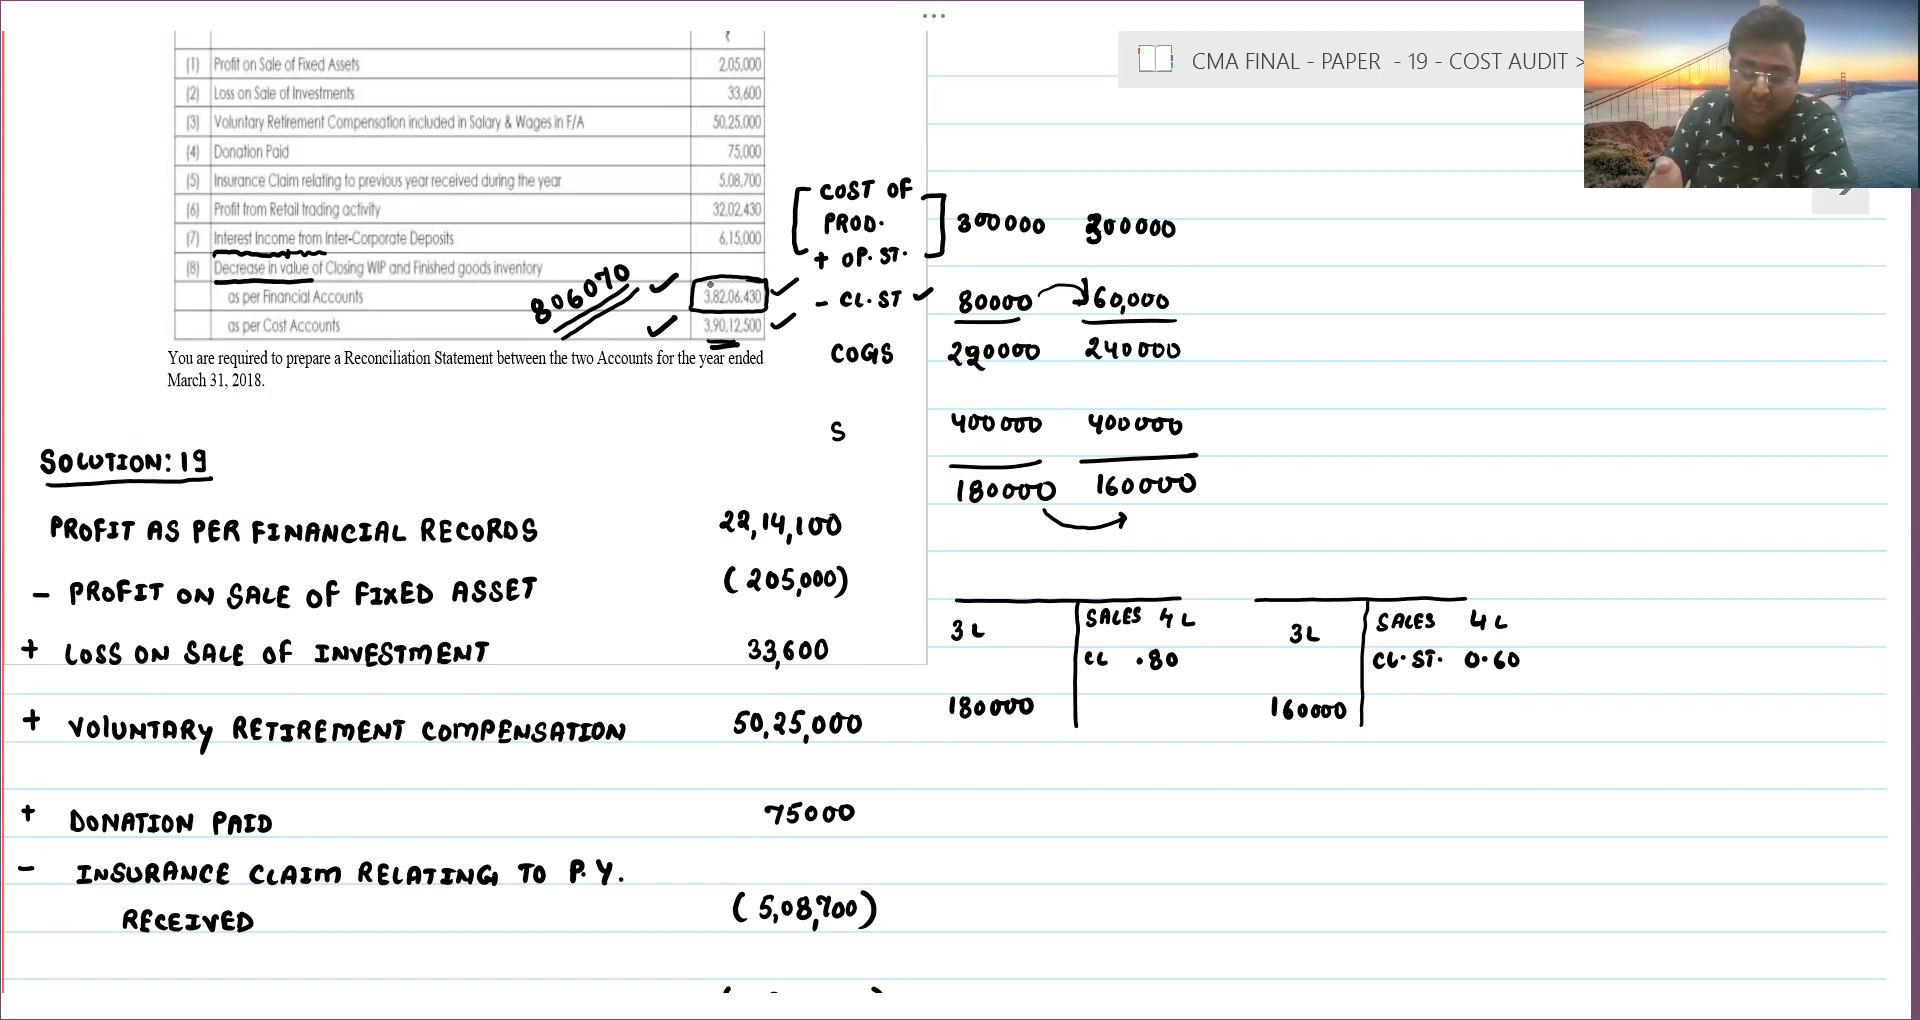 CMA FINAL - PAPER - 19 - COST AUDIT >
₹
(1) Profit on Sale of Fixed Assets 2,05,000
(2) Loss on Sale of Investments 33,600
(3) Voluntary Retirement Compensation included in Salary & Wages in F/A 50,25,000
(4) Donation Paid 75,000
(5) Insurance Claim relating to previous year received during the year 5,08,700
(6) Profit from Retail trading activity 32,02,430
(7) Interest Income from Inter-Corporate Deposits 6,15,000
(8) Decrease in value of Closing WIP and Finished goods inventory
as per Financial Accounts 3,82,06,430
as per Cost Accounts 3,90,12,500
806070
You are required to prepare a Reconciliation Statement between the two Accounts for the year ended
March 31, 2018.
COST OF
PROD. 300000 300000
+ OP. ST.
- CL. ST 80000 60,000
COGS 220000 240000
S 400000 400000
180000 160000
SOLUTION: 19
PROFIT AS PER FINANCIAL RECORDS 22,14,100
- PROFIT ON SALE OF FIXED ASSET (205,000)
+ LOSS ON SALE OF INVESTMENT 33,600
+ VOLUNTARY RETIREMENT COMPENSATION 50,25,000
+ DONATION PAID 75000
- INSURANCE CLAIM RELATING TO P.Y.
RECEIVED (5,08,700)
3L SALES 4L
CL .80
180000
3L SALES 4L
CL. ST. 0.60
160000